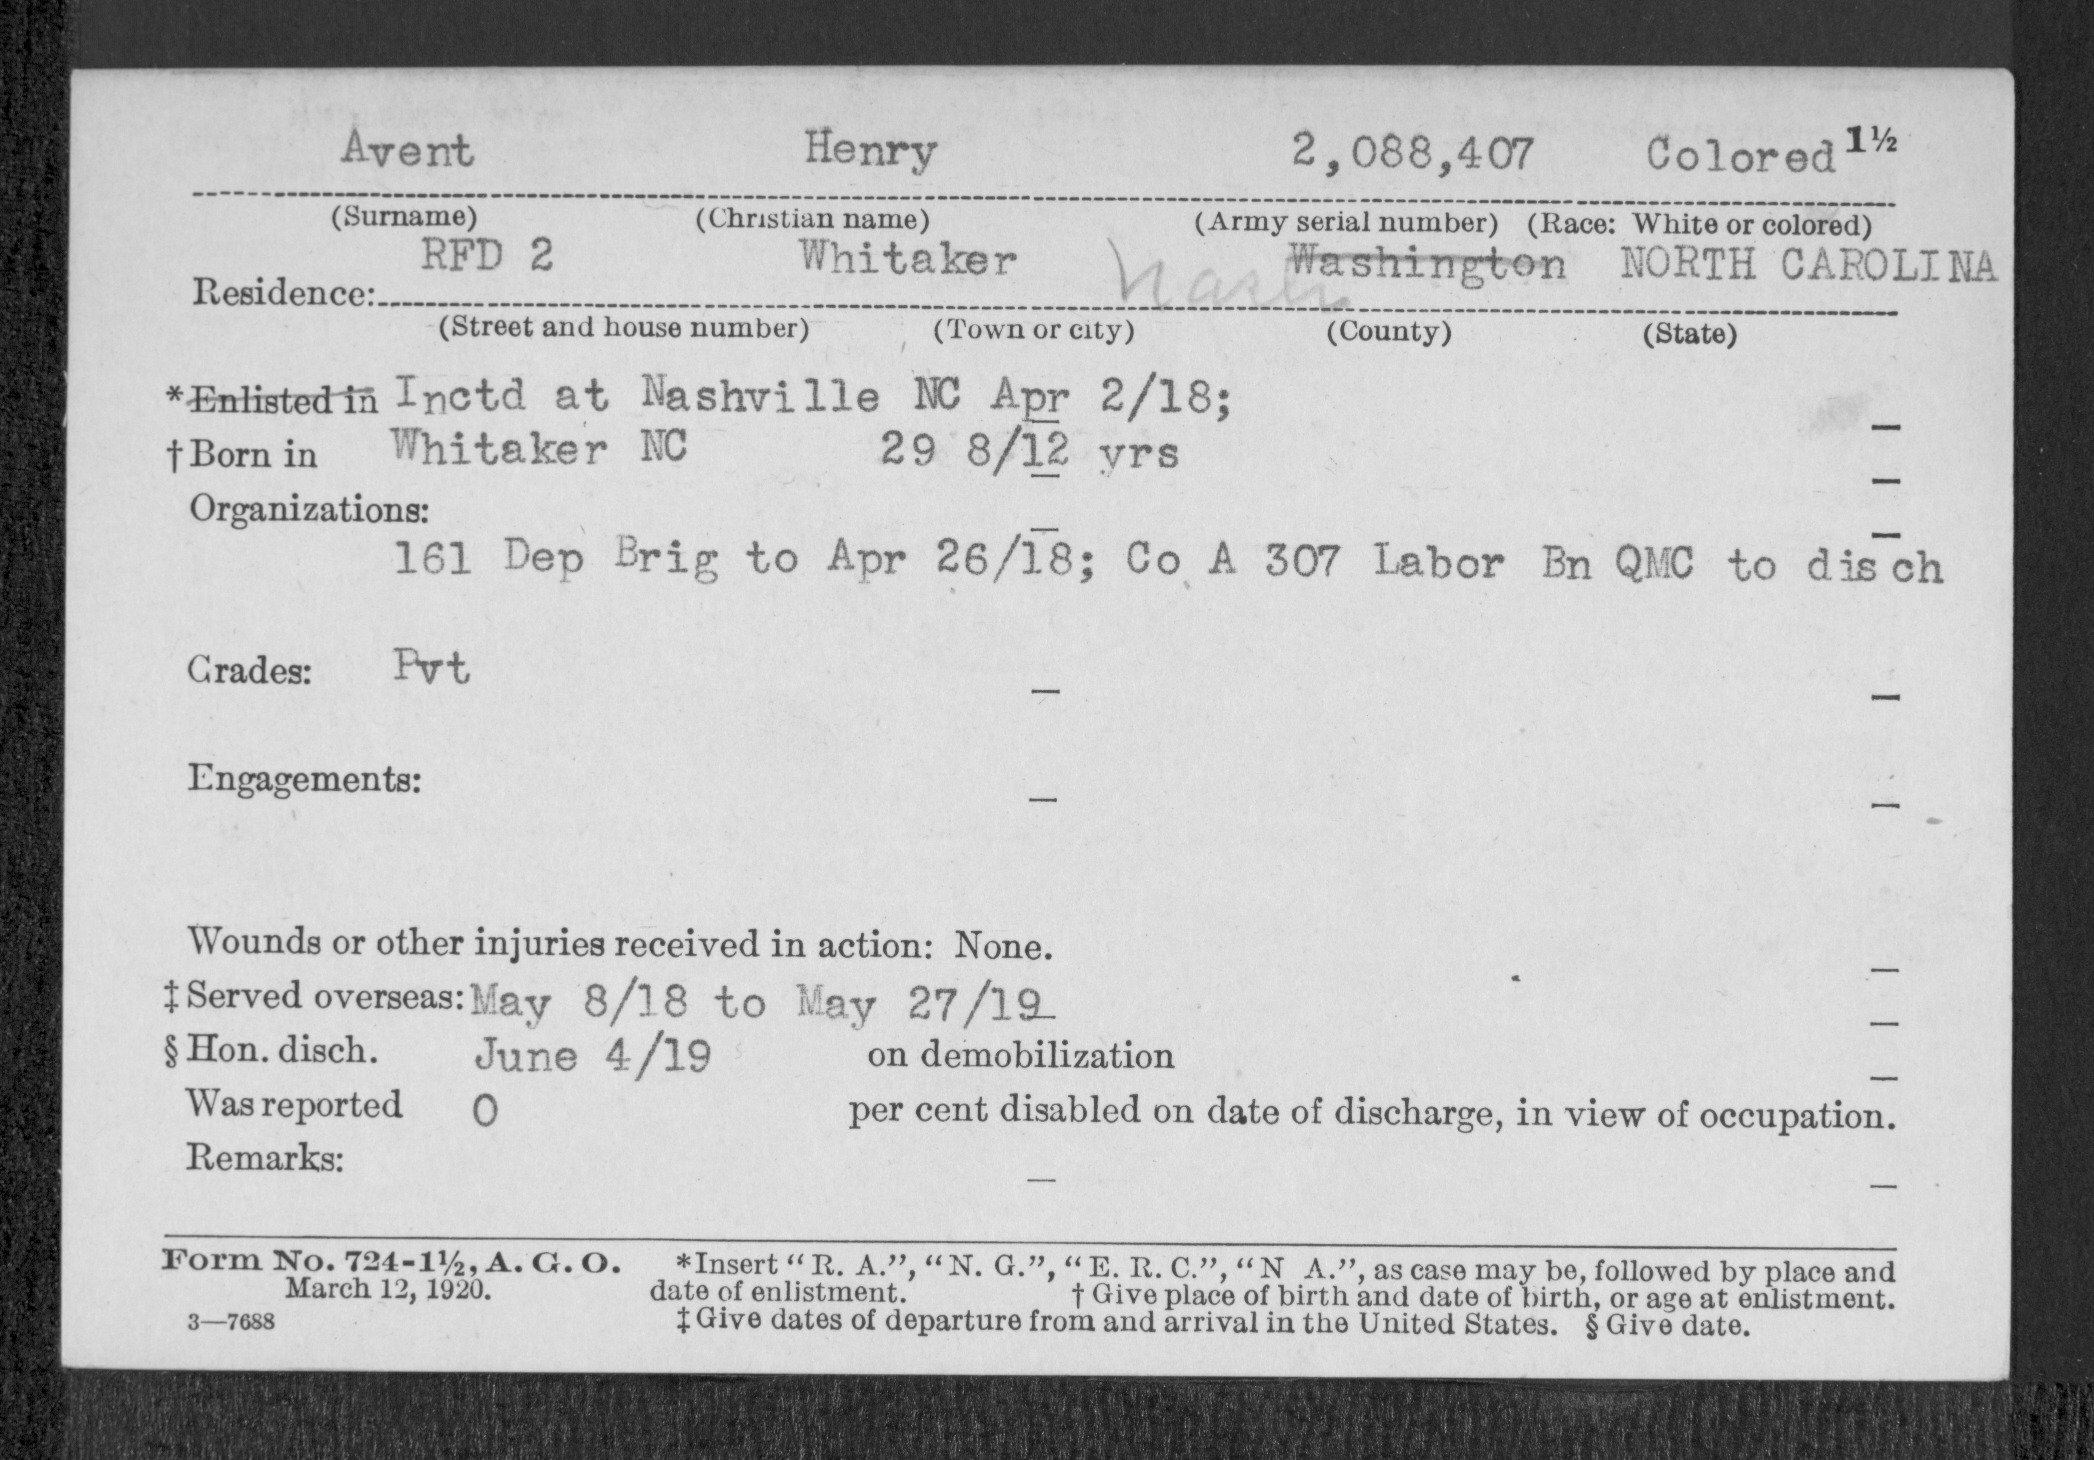 Avent Henry 2,088,407 Colored 1½
(Surname) (Christian name) (Army serial number) (Race: White or colored)
RFD 2 Whitaker Nash Washington NORTH CAROLINA
Residence:
(Street and house number) (Town or city) (County) (State)
*Enlisted in Inctd at Nashville NC Apr 2/18;
†Born in Whitaker NC 29 8/12 yrs
Organizations:
161 Dep Brig to Apr 26/18; Co A 307 Labor Bn QMC to disch
Grades: Pvt
Engagements:
Wounds or other injuries received in action: None.
‡Served overseas: May 8/18 to May 27/19
§Hon. disch. June 4/19 on demobilization
Was reported 0 per cent disabled on date of discharge, in view of occupation.
Remarks:
Form No. 724-1½, A. G. O. *Insert "R. A.", "N. G.", "E. R. C.", "N A.", as case may be, followed by place and
March 12, 1920. date of enlistment. †Give place of birth and date of birth, or age at enlistment.
3—7688 ‡Give dates of departure from and arrival in the United States. §Give date.